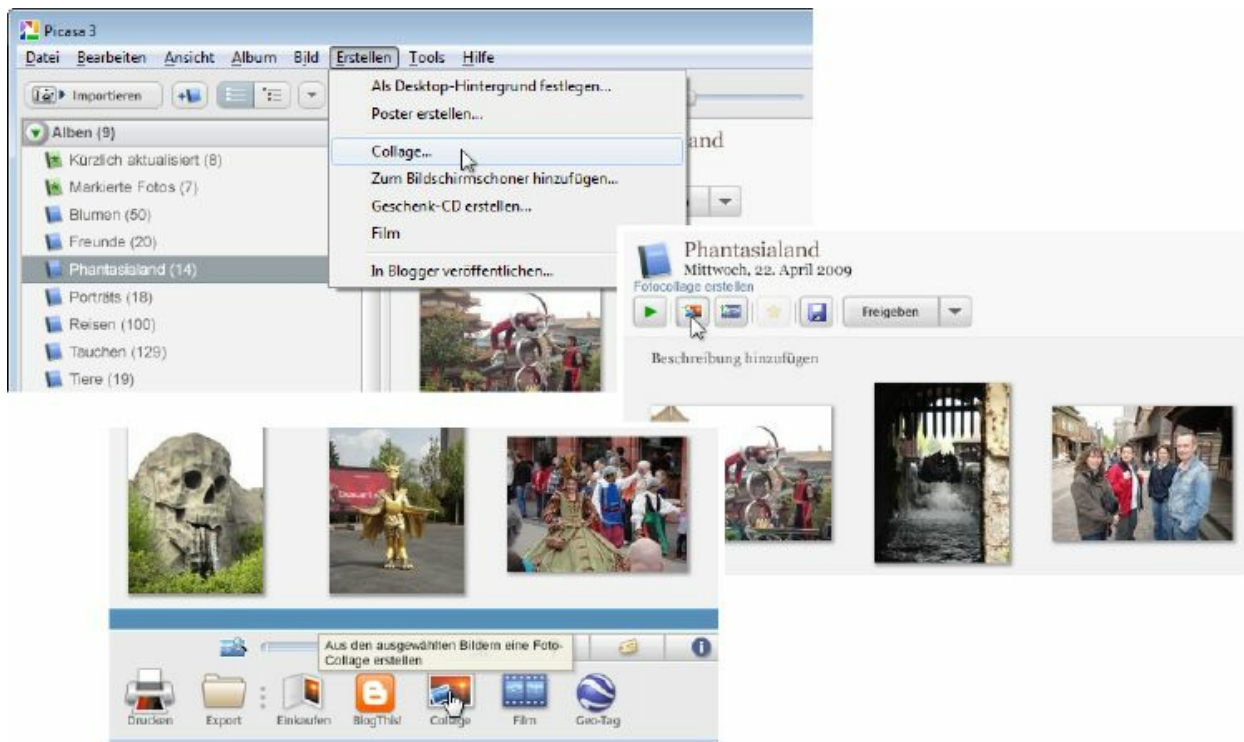 Picasa 3
Datei Bearbeiten Ansicht Album Bild Erstellen Tools Hilfe
Importieren
Als Desktop-Hintergrund festlegen...
Poster erstellen...
Collage...
Zum Bildschirmschoner hinzufügen...
Geschenk-CD erstellen...
Film
In Blogger veröffentlichen...
Alben (9)
Kürzlich aktualisiert (8)
Markierte Fotos (7)
Blumen (50)
Freunde (20)
Phantasialand (14)
Porträts (18)
Reisen (100)
Tauchen (129)
Tiere (19)
and
Phantasialand
Mittwoch, 22. April 2009
Fotocollage erstellen
Freigeben
Beschreibung hinzufügen
Aus den ausgewählten Bildern eine Foto-
Collage erstellen
Drucken Export Einkaufen BlogThis! Collage Film Geo-Tag